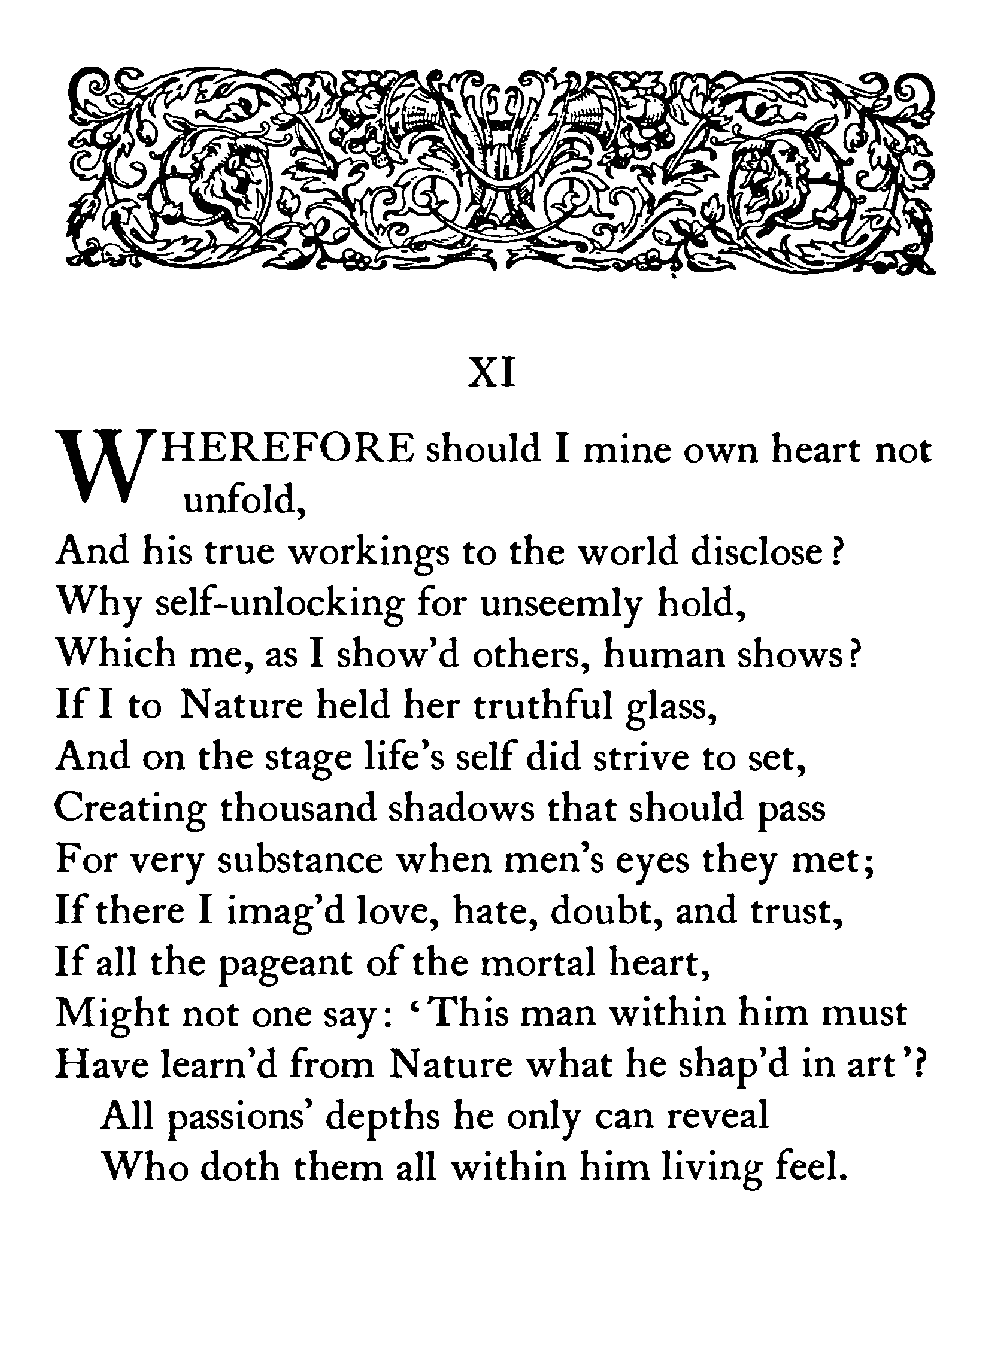 XI
WHEREFORE should I mine own heart not
unfold,
And his true workings to the world disclose?
Why self-unlocking for unseemly hold,
Which me, as I show'd others, human shows?
If I to Nature held her truthful glass,
And on the stage life's self did strive to set,
Creating thousand shadows that should pass
For very substance when men's eyes they met;
If there I imag'd love, hate, doubt, and trust,
If all the pageant of the mortal heart,
Might not one say: ‘This man within him must
Have learn'd from Nature what he shap'd in art’?
All passions' depths he only can reveal
Who doth them all within him living feel.